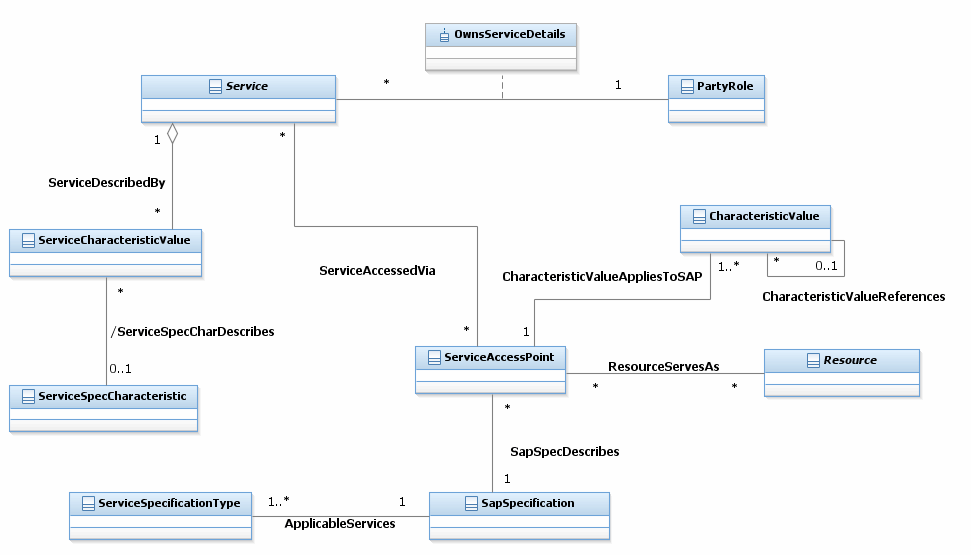 OwnsServiceDetails
Service
*
1
PartyRole
1
*
ServiceDescribedBy
*
ServiceCharacteristicValue
CharacteristicValue
ServiceAccessedVia
CharacteristicValueAppliesToSAP
1..*
*
0..1
CharacteristicValueReferences
*
/ServiceSpecCharDescribes
*
1
0..1
ServiceAccessPoint
ResourceServesAs
Resource
*
*
ServiceSpecCharacteristic
*
SapSpecDescribes
1
ServiceSpecificationType
1..*
1
SapSpecification
ApplicableServices